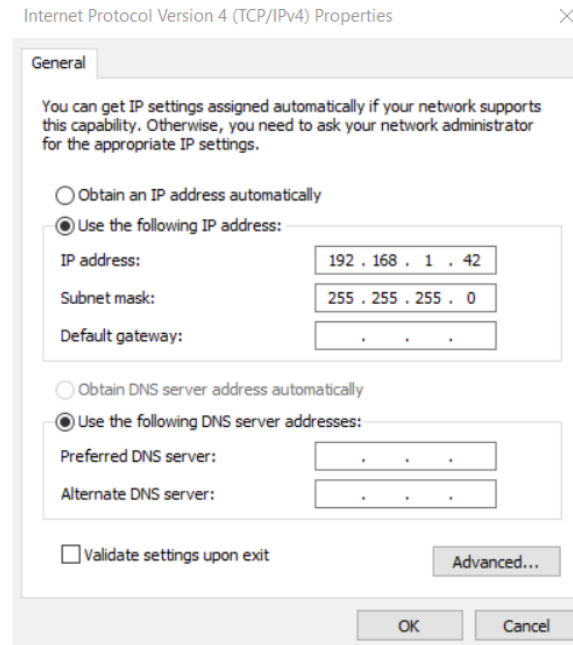 Internet Protocol Version 4 (TCP/IPv4) Properties
General
You can get IP settings assigned automatically if your network supports
this capability. Otherwise, you need to ask your network administrator
for the appropriate IP settings.
Obtain an IP address automatically
Use the following IP address:
IP address: 192 . 168 . 1 . 42
Subnet mask: 255 . 255 . 255 . 0
Default gateway: . . .
Obtain DNS server address automatically
Use the following DNS server addresses:
Preferred DNS server: . . .
Alternate DNS server: . . .
Validate settings upon exit
Advanced...
OK Cancel